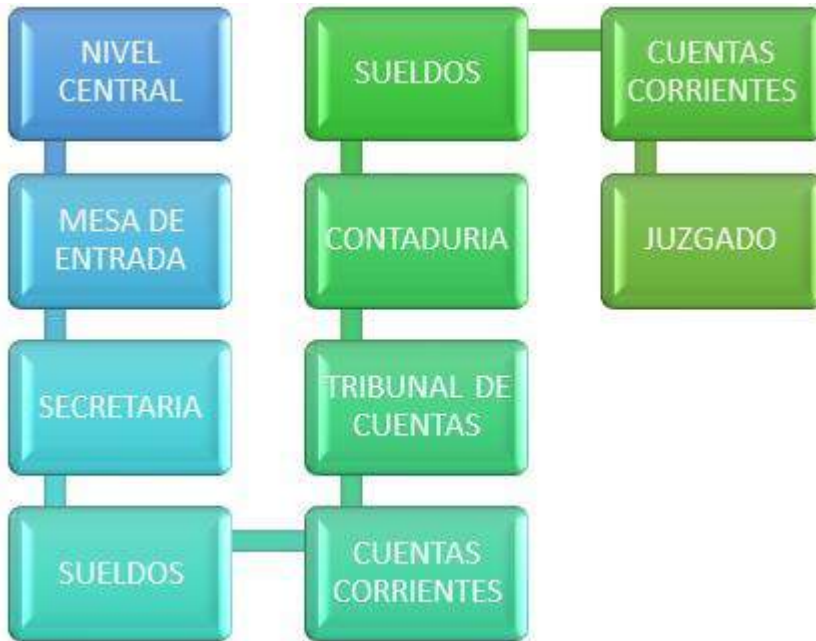 NIVEL
CENTRAL
MESA DE
ENTRADA
SECRETARIA
SUELDOS
CUENTAS
CORRIENTES
TRIBUNAL DE
CUENTAS
CONTADURIA
SUELDOS
CUENTAS
CORRIENTES
JUZGADO